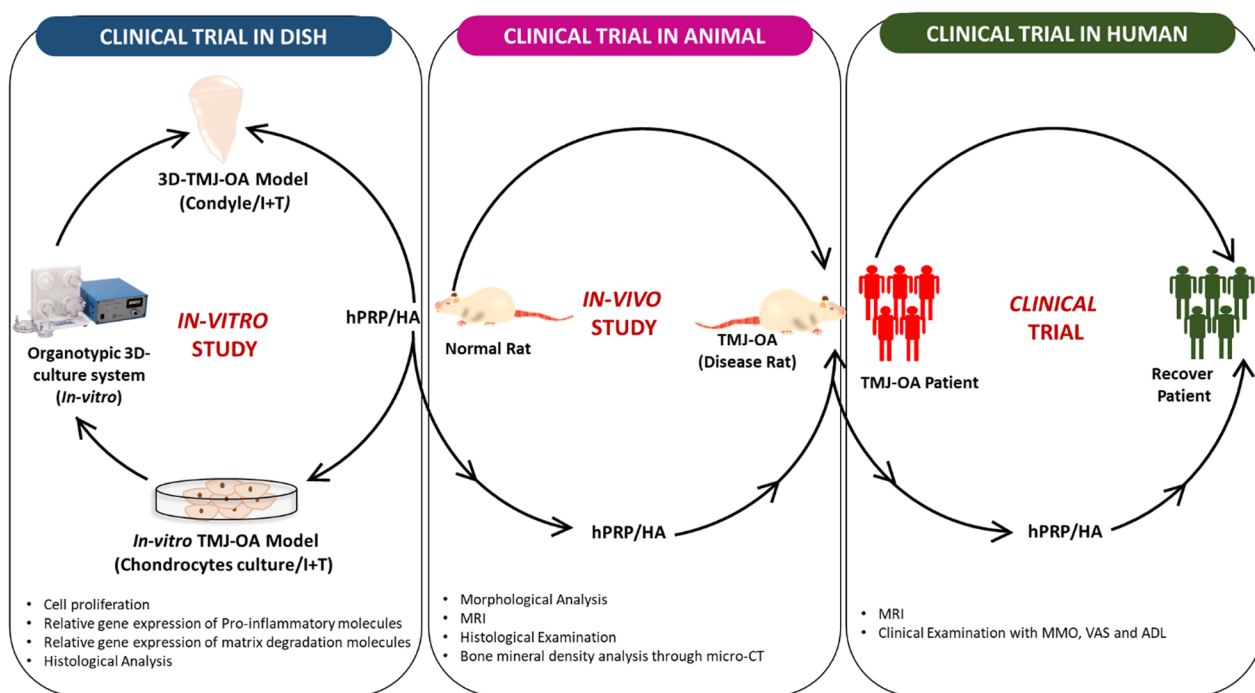 CLINICAL TRIAL IN DISH
3D-TMJ-OA Model
(Condyle/I+T)
IN-VITRO
STUDY
hPRP/HA
Organotypic 3D-
culture system
(In-vitro)
In-vitro TMJ-OA Model
(Chondrocytes culture/I+T)
• Cell proliferation
• Relative gene expression of Pro-inflammatory molecules
• Relative gene expression of matrix degradation molecules
• Histological Analysis
CLINICAL TRIAL IN ANIMAL
IN-VIVO
STUDY
Normal Rat
TMJ-OA
(Disease Rat)
hPRP/HA
• Morphological Analysis
• MRI
• Histological Examination
• Bone mineral density analysis through micro-CT
CLINICAL TRIAL IN HUMAN
CLINICAL
TRIAL
TMJ-OA Patient
Recover
Patient
hPRP/HA
• MRI
• Clinical Examination with MMO, VAS and ADL